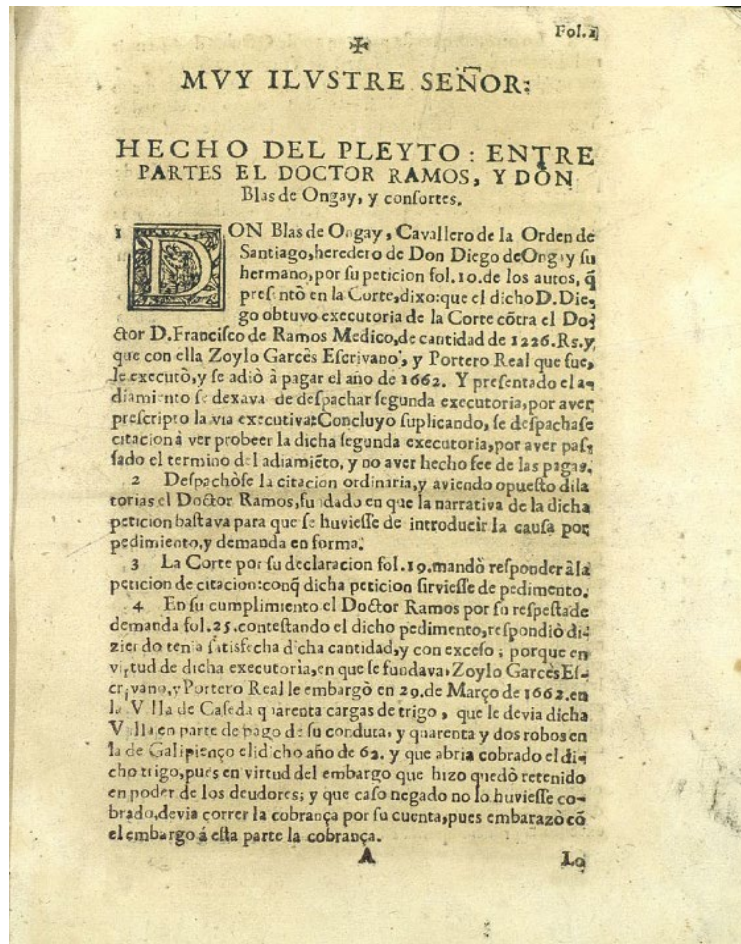 Fol.1
✠
MVY ILVSTRE SEÑOR:
HECHO DEL PLEYTO: ENTRE
PARTES EL DOCTOR RAMOS, Y DON
Blas de Ongay, y consortes.
1 DON Blas de Ongay, Cavallero de la Orden de
Santiago, heredero de Don Diego de Ongay su
hermano, por su peticion fol.10. de los autos, q̃
presentò en la Corte, dixo: que el dicho D. Die-
go obtuvo executoria de la Corte cõtra el Do-
ctor D. Francisco de Ramos Medico, de cantidad de 1226. Rs. y
que con ella Zoylo Garcès Escrivano, y Portero Real que fue,
le executò, y se adiò à pagar el año de 1662. Y presentado el a-
diamiento se dexava de despachar segunda executoria, por aver
prescripto la via executiva: Concluyo suplicando, se despachase
citacion à ver probeer la dicha segunda executoria, por aver pas-
sado el termino del adiamiẽto, y no aver hecho fee de las pagas.
2 Despachòse la citacion ordinaria, y aviendo opuesto dila
torias el Doctor Ramos, fundado en que la narrativa de la dicha
peticion bastava para que se huviesse de introducir la causa por
pedimiento, y demanda en forma.
3 La Corte por su declaracion fol.19. mandò responder à la
peticion de citacion: conq̃ dicha peticion sirviesse de pedimento.
4 En su cumplimiento el Doctor Ramos por su respesta de
demanda fol.25. contestando el dicho pedimento, respondiò di-
ziendo tenia satisfecha dicha cantidad, y con exceso; porque en
virtud de dicha executoria, en que se fundava, Zoylo Garcès Es-
crivano, y Portero Real le embargò en 29. de Março de 1662. en
la Villa de Caseda quarenta cargas de trigo, que le devia dicha
Villa en parte de pago de su conduta, y quarenta y dos robos en
la de Galipienço el dicho año de 62. y que abria cobrado el di-
cho trigo, pues en virtud del embargo que hizo quedò retenido
en poder de los deudores; y que caso negado no lo huviesse co-
brado, devia correr la cobrança por su cuenta, pues embarazò cõ
el embargo á esta parte la cobrança.
A
Lo